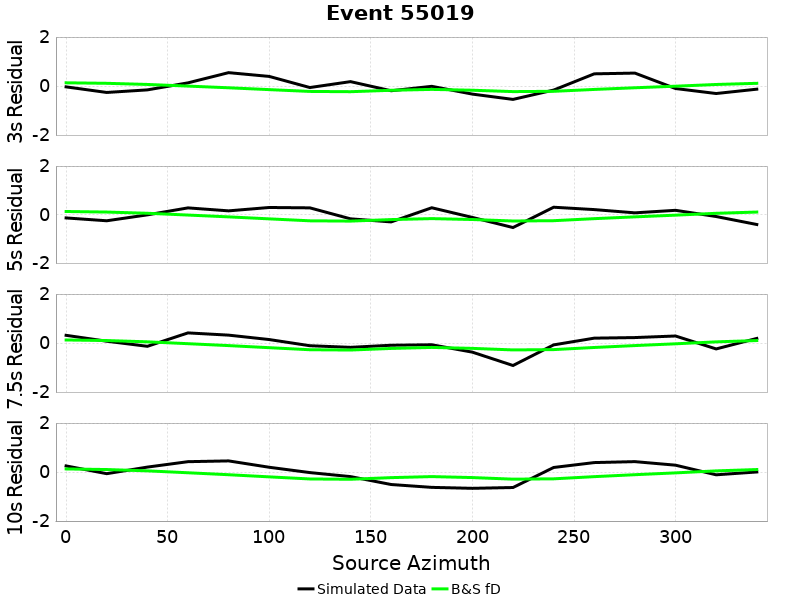 Event 55019
3s Residual
2
0
-2
5s Residual
2
0
-2
7.5s Residual
2
0
-2
10s Residual
2
0
-2
0 50 100 150 200 250 300
Source Azimuth
Simulated Data B&S fD